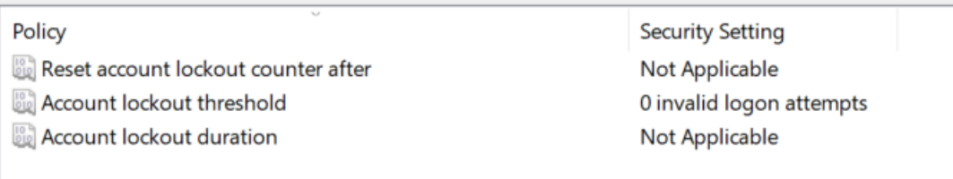 Policy Security Setting
Reset account lockout counter after Not Applicable
Account lockout threshold 0 invalid logon attempts
Account lockout duration Not Applicable